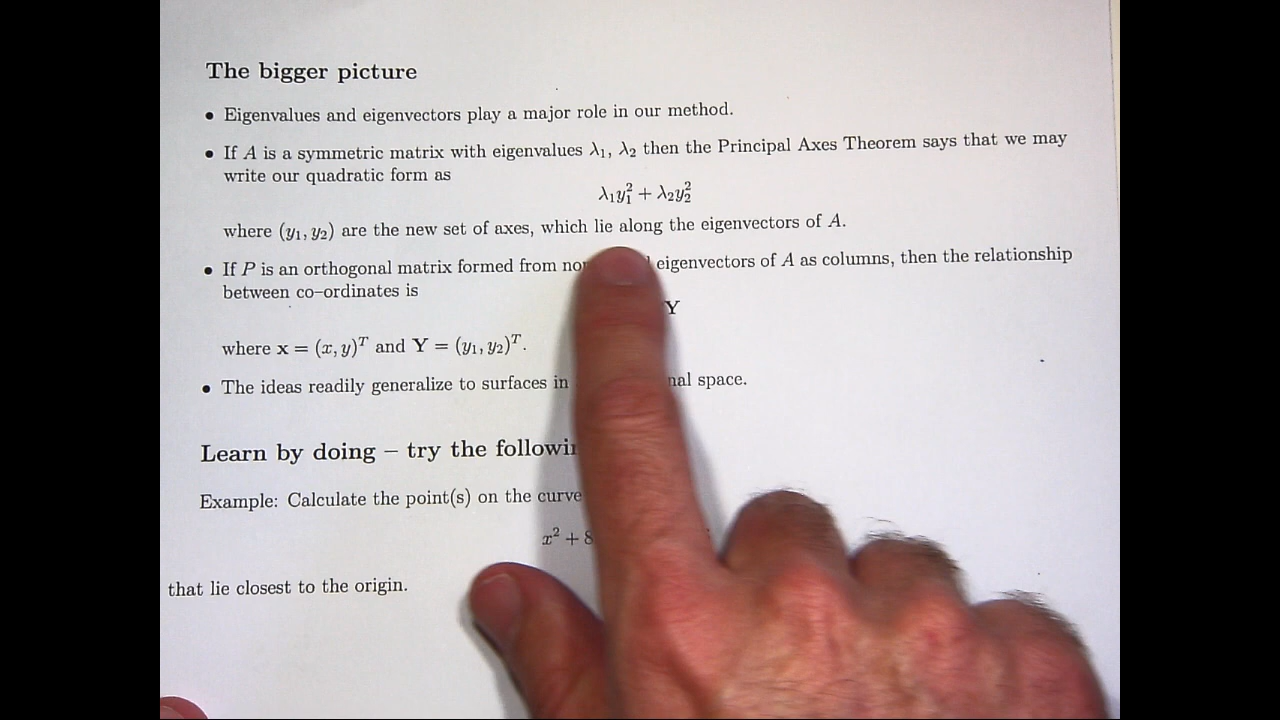 The bigger picture
• Eigenvalues and eigenvectors play a major role in our method.
• If A is a symmetric matrix with eigenvalues λ₁, λ₂ then the Principal Axes Theorem says that we may
write our quadratic form as
λ₁y₁² + λ₂y₂²
where (y₁, y₂) are the new set of axes, which lie along the eigenvectors of A.
• If P is an orthogonal matrix formed from eigenvectors of A as columns, then the relationship
between co–ordinates is
Y
where x = (x, y)ᵀ and Y = (y₁, y₂)ᵀ.
• The ideas readily generalize to surfaces in space.
Learn by doing – try the
Example: Calculate the point(s) on the curve
x² + 8
that lie closest to the origin.